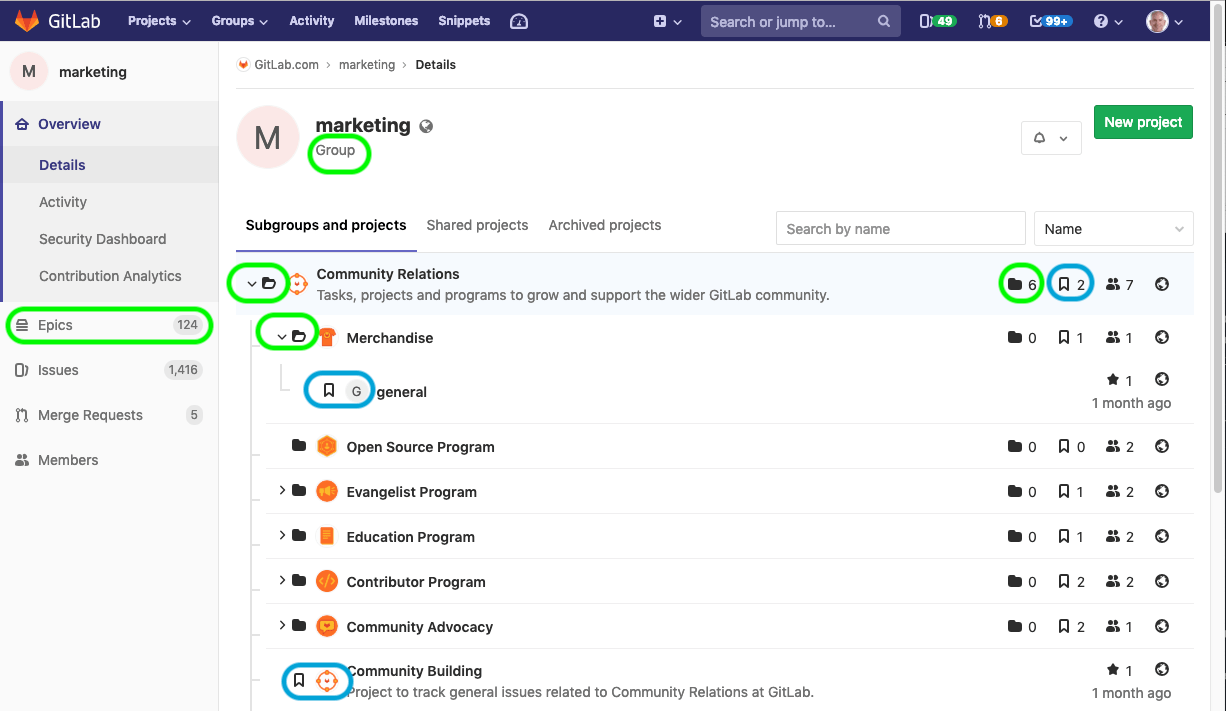 GitLab Projects Groups Activity Milestones Snippets Search or jump to... 49 6 99+
M marketing
Overview
Details
Activity
Security Dashboard
Contribution Analytics
Epics 124
Issues 1,416
Merge Requests 5
Members
GitLab.com › marketing › Details
M
marketing
Group
New project
Subgroups and projects Shared projects Archived projects Search by name Name
Community Relations
Tasks, projects and programs to grow and support the wider GitLab community.
6 2 7
Merchandise 0 1 1
G general 1
1 month ago
Open Source Program 0 0 2
Evangelist Program 0 1 2
Education Program 0 1 2
Contributor Program 0 2 2
Community Advocacy 0 2 1
Community Building 1
Project to track general issues related to Community Relations at GitLab. 1 month ago